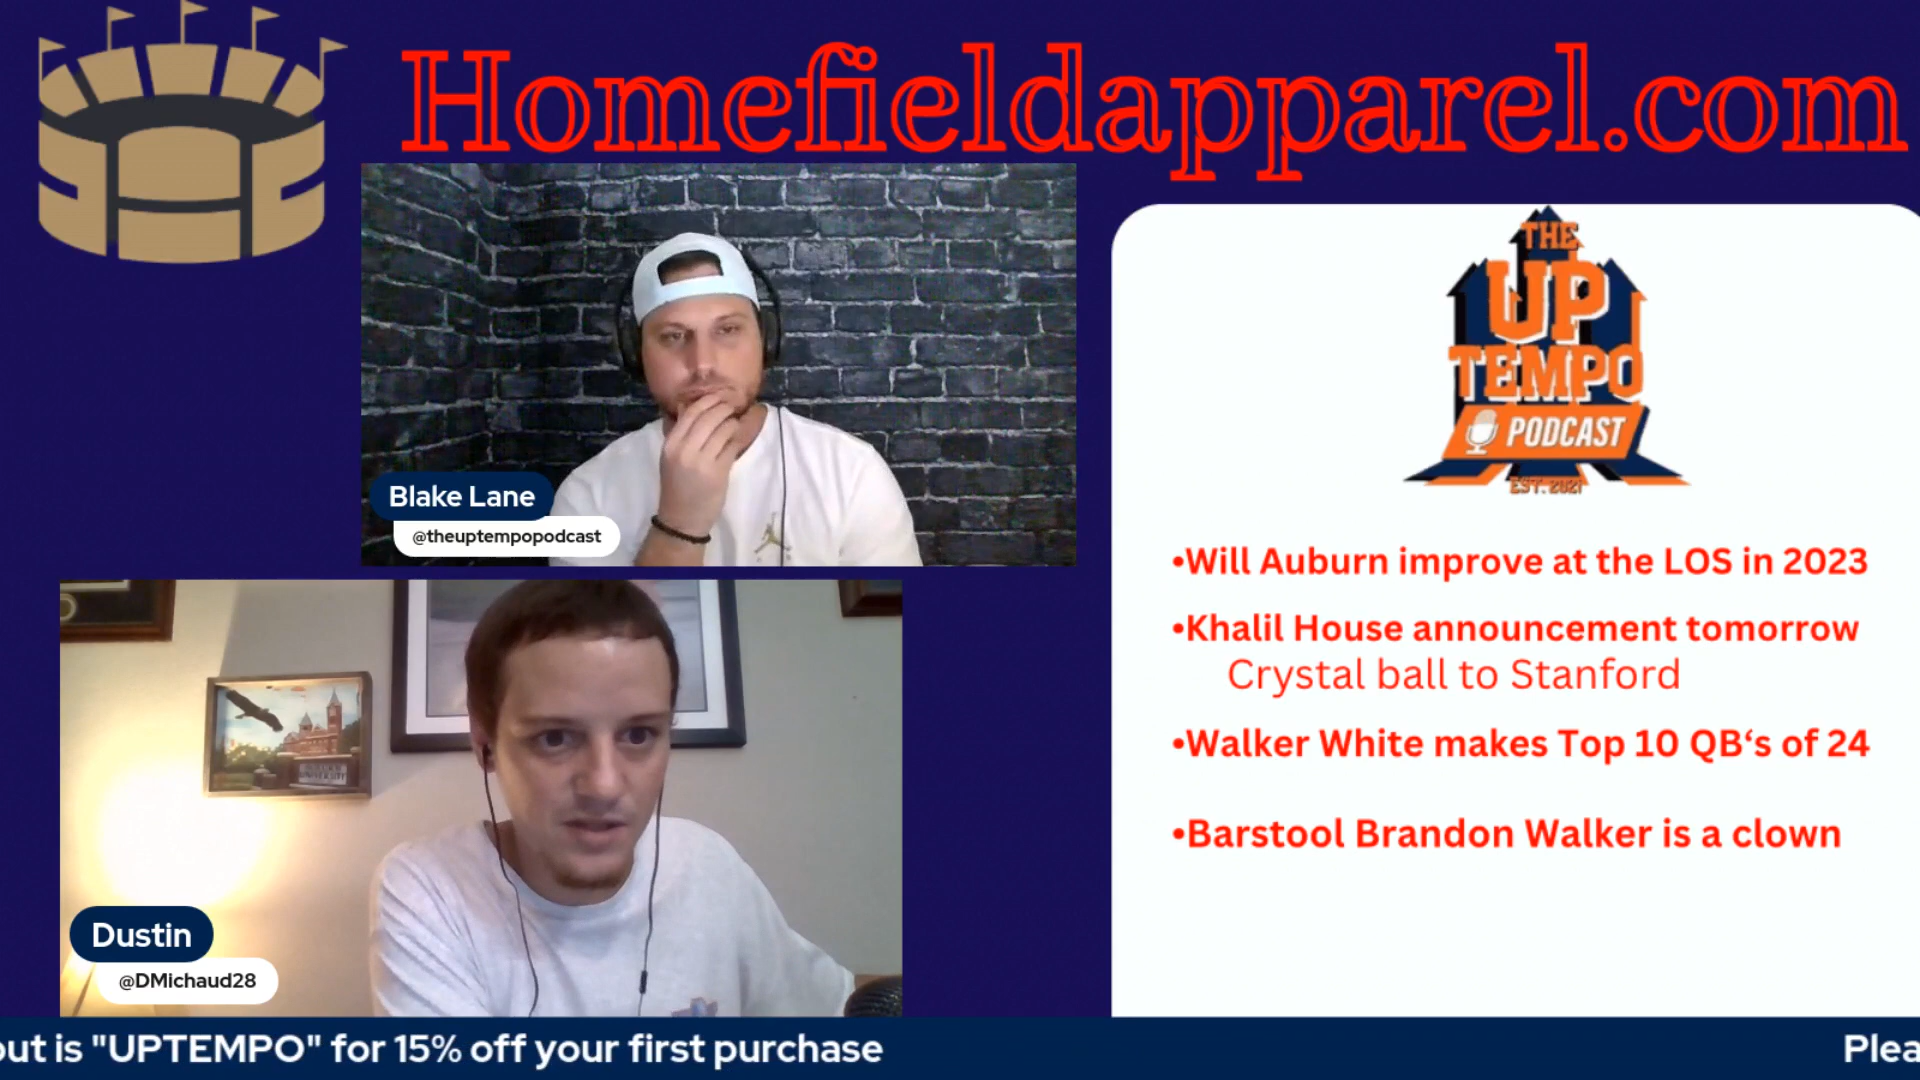 Homefieldapparel.com
THE
UP
TEMPO
PODCAST
EST. 2021
Blake Lane
@theuptempopodcast
•Will Auburn improve at the LOS in 2023
•Khalil House announcement tomorrow
Crystal ball to Stanford
•Walker White makes Top 10 QB‘s of 24
•Barstool Brandon Walker is a clown
Dustin
@DMichaud28
out is "UPTEMPO" for 15% off your first purchase
Plea